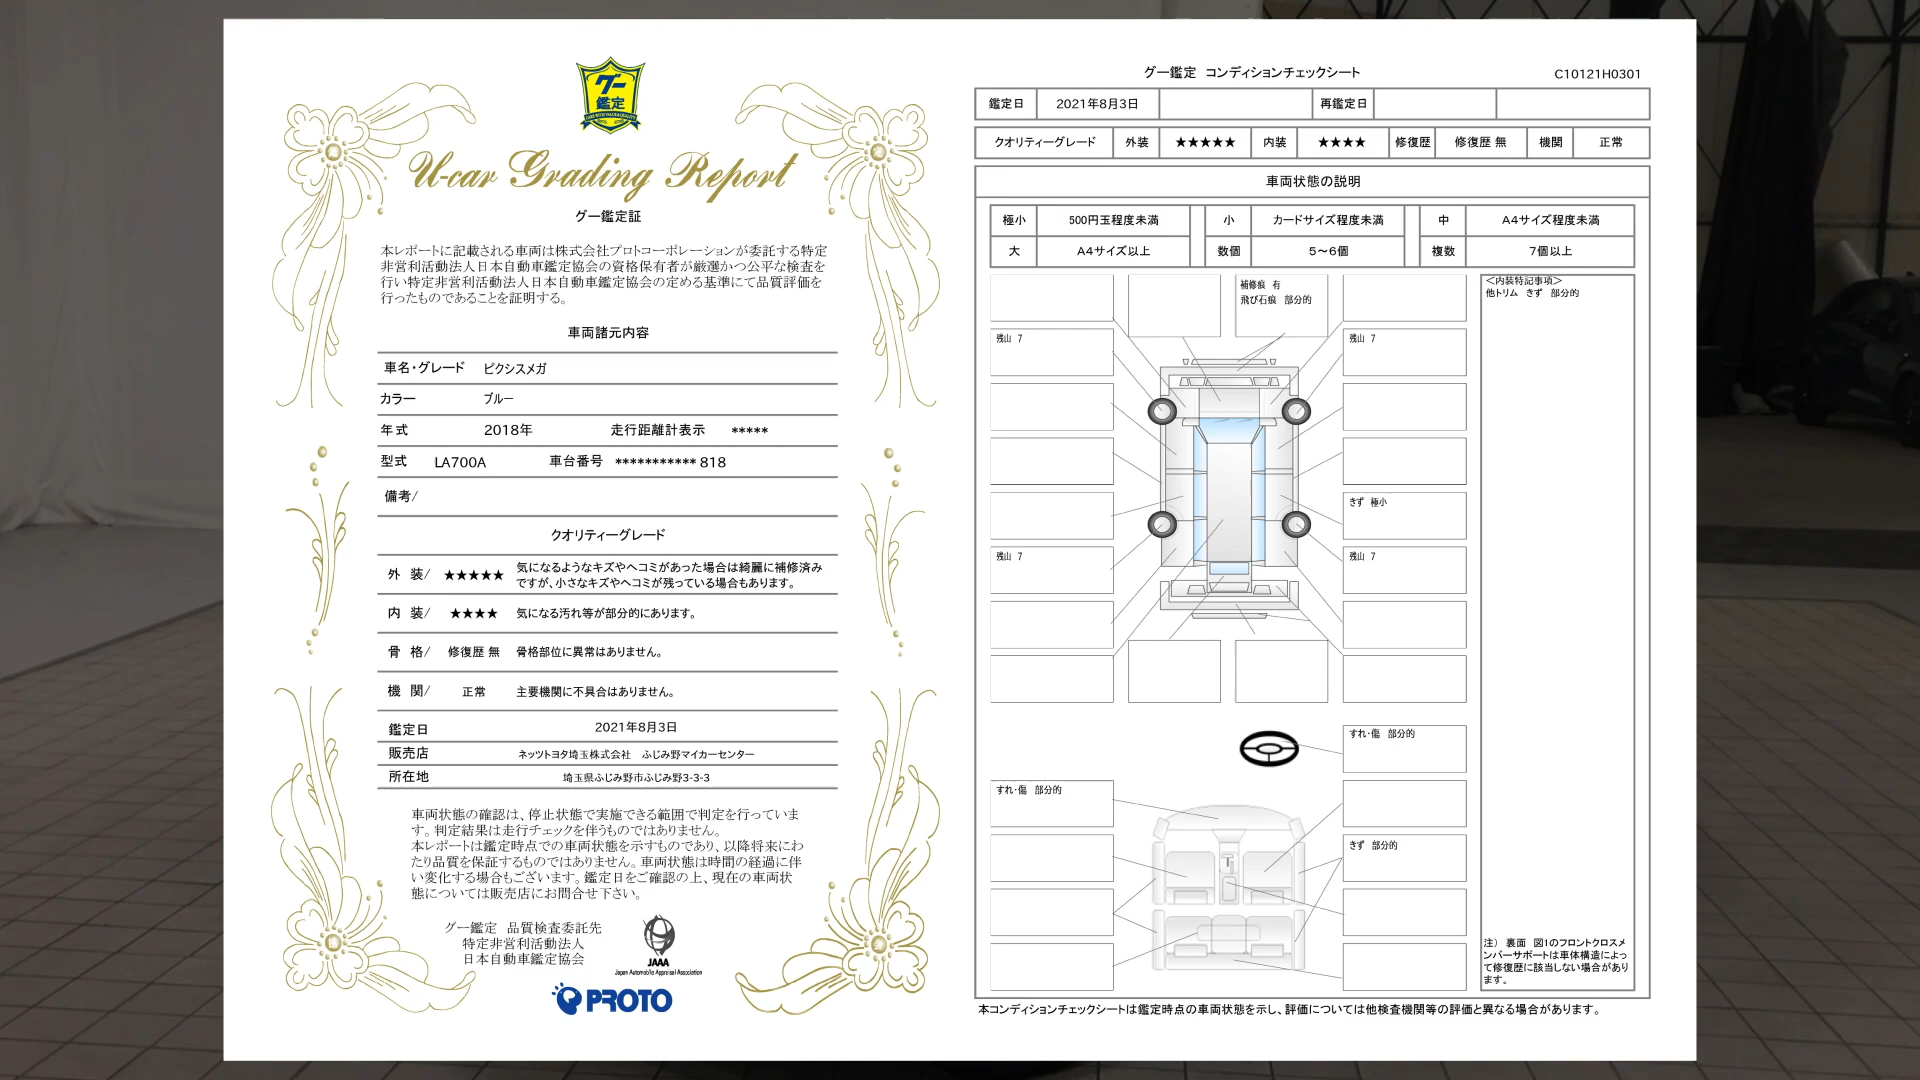 グー
鑑定
U-car Grading Report
グー鑑定証
本レポートに記載される車両は株式会社プロトコーポレーションが委託する特定
非営利活動法人日本自動車鑑定協会の資格保有者が厳選かつ公平な検査を
行い特定非営利活動法人日本自動車鑑定協会の定める基準にて品質評価を
行ったものであることを証明する。
車両諸元内容
車名・グレード ピクシスメガ
カラー ブルー
年式 2018年 走行距離計表示 *****
型式 LA700A 車台番号 ***********818
備考/
クオリティーグレード
外 装/ ★★★★★ 気になるようなキズやヘコミがあった場合は綺麗に補修済み
ですが、小さなキズやヘコミが残っている場合もあります。
内 装/ ★★★★ 気になる汚れ等が部分的にあります。
骨 格/ 修復歴 無 骨格部位に異常はありません。
機 関/ 正常 主要機関に不具合はありません。
鑑定日 2021年8月3日
販売店 ネッツトヨタ埼玉株式会社 ふじみ野マイカーセンター
所在地 埼玉県ふじみ野市ふじみ野3-3-3
車両状態の確認は、停止状態で実施できる範囲で判定を行っていま
す。判定結果は走行チェックを伴うものではありません。
本レポートは鑑定時点での車両状態を示すものであり、以降将来にわ
たり品質を保証するものではありません。車両状態は時間の経過に伴
い変化する場合もございます。鑑定日をご確認の上、現在の車両状
態については販売店にお問合せ下さい。
グー鑑定 品質検査委託先
特定非営利活動法人
日本自動車鑑定協会
JAAA
Japan Automobile Appraisal Association
PROTO
グー鑑定 コンディションチェックシート C10121H0301
鑑定日 2021年8月3日 再鑑定日
クオリティーグレード 外装 ★★★★★ 内装 ★★★★ 修復歴 修復歴 無 機関 正常
車両状態の説明
極小 500円玉程度未満 小 カードサイズ程度未満 中 A4サイズ程度未満
大 A4サイズ以上 数個 5～6個 複数 7個以上
補修痕 有
飛び石痕 部分的
＜内装特記事項＞
他トリム きず 部分的
残山 7 残山 7
きず 極小
残山 7 残山 7
すれ・傷 部分的
すれ・傷 部分的
きず 部分的
注） 裏面 図1のフロントクロスメ
ンバーサポートは車体構造によっ
て修復歴に該当しない場合があり
ます。
本コンディションチェックシートは鑑定時点の車両状態を示し、評価については他検査機関等の評価と異なる場合があります。